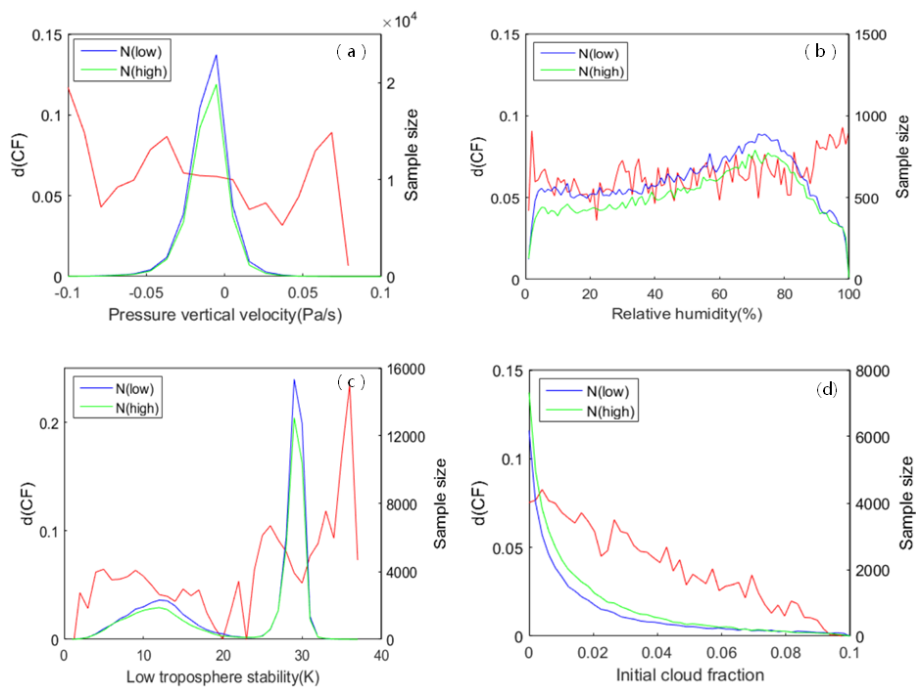 ×10⁴
0.15
0.1
0.05
0
d(CF)
N(low)
N(high)
( a )
2
1
0
Sample size
-0.1 -0.05 0 0.05 0.1
Pressure vertical velocity(Pa/s)
0.15
0.1
0.05
0
d(CF)
N(low)
N(high)
( b )
1500
1000
500
0
Sample size
0 20 40 60 80 100
Relative humidity(%)
0.2
0.1
0
d(CF)
N(low)
N(high)
( c )
16000
12000
8000
4000
0
Sample size
0 10 20 30 40
Low troposphere stability(K)
0.15
0.1
0.05
0
d(CF)
N(low)
N(high)
(d)
8000
6000
4000
2000
0
Sample size
0 0.02 0.04 0.06 0.08 0.1
Initial cloud fraction